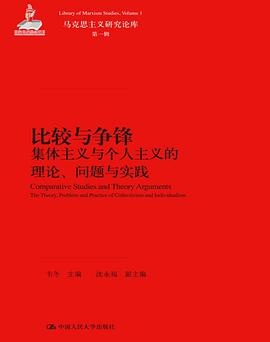 Library of Marxism Studies, Volume 1
马克思主义研究论库
第一辑
比较与争锋
集体主义与个人主义的
理论、问题与实践
Comparative Studies and Theory Arguments
The Theory, Problem and Practice of Collectivism and Individualism
韦冬 主编 沈永福 副主编
中国人民大学出版社